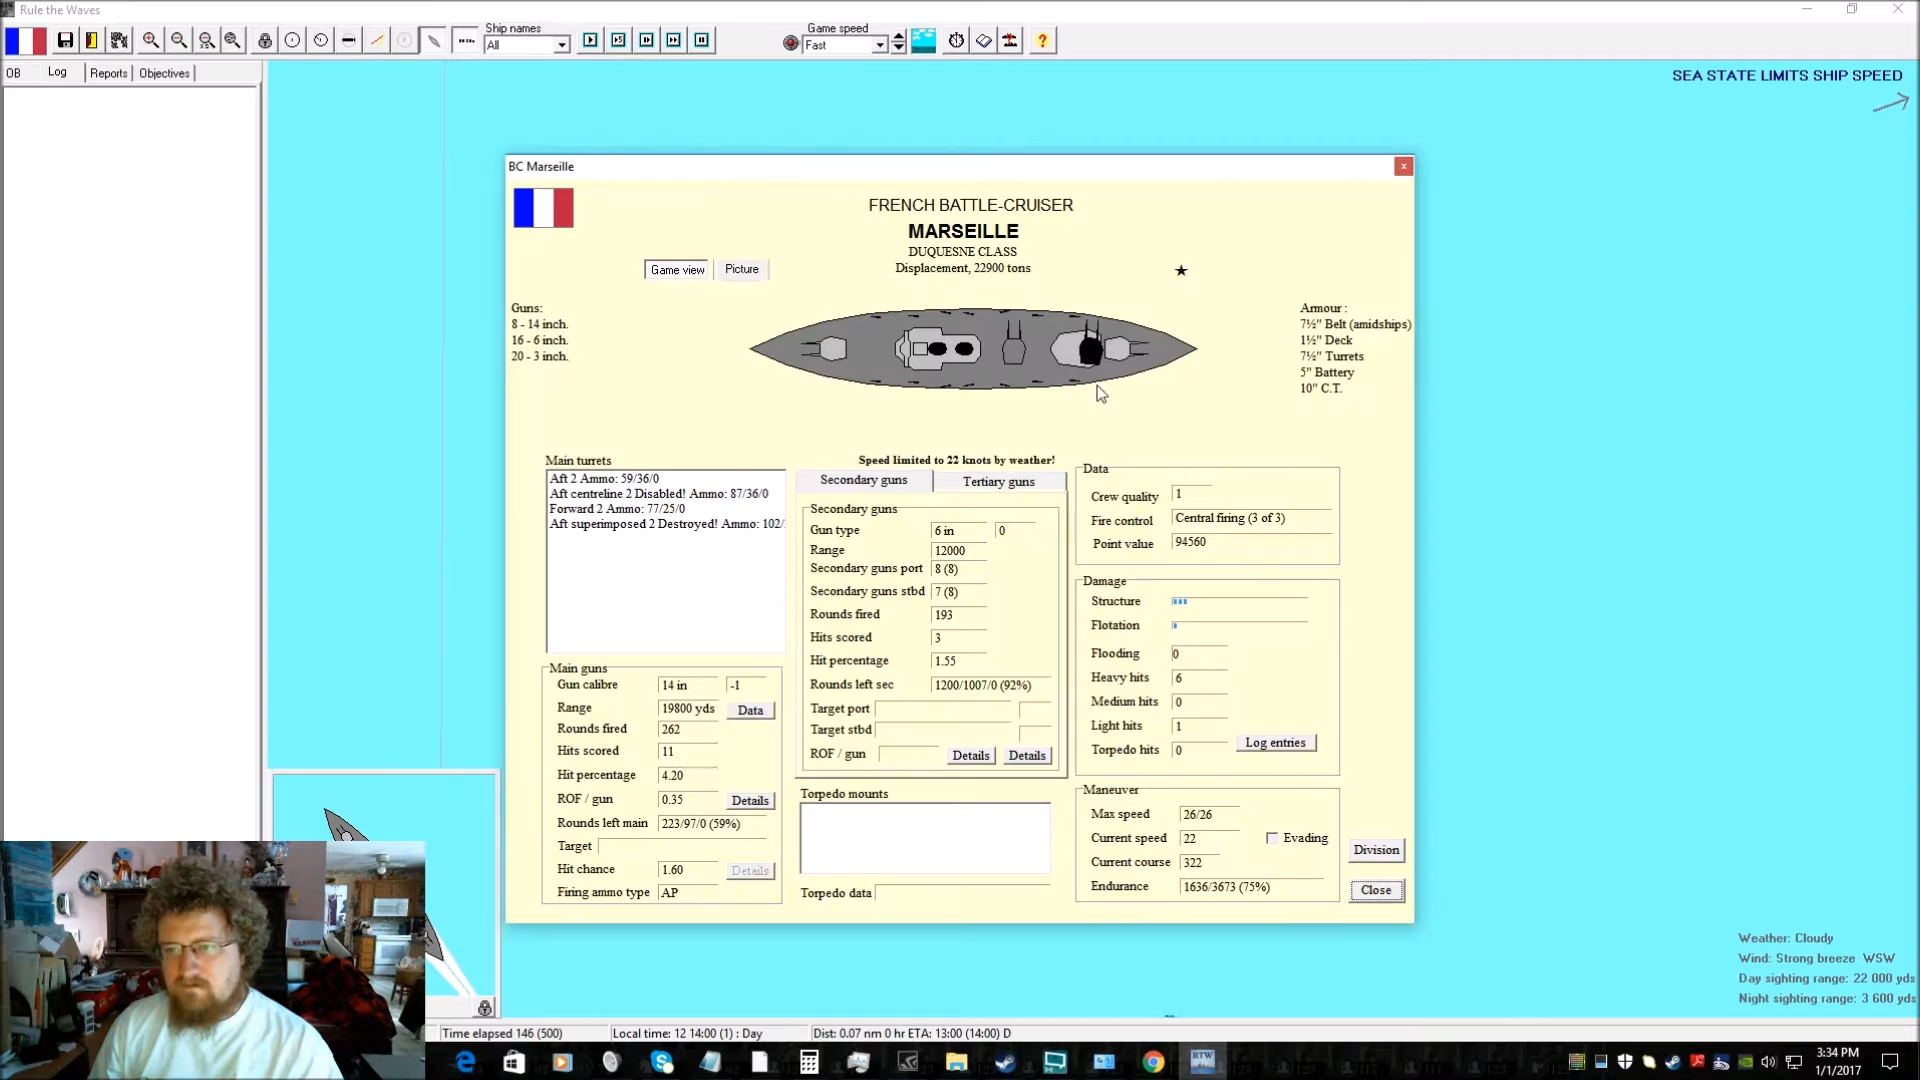 Rule the Waves
Ship names
All
Game speed
Fast
?
OB Log Reports Objectives
SEA STATE LIMITS SHIP SPEED
BC Marseille
x
FRENCH BATTLE-CRUISER
MARSEILLE
DUQUESNE CLASS
Displacement, 22900 tons
★
Game view
Picture
Guns:
8 - 14 inch.
16 - 6 inch.
20 - 3 inch.
Armour :
7½" Belt (amidships)
1½" Deck
7½" Turrets
5" Battery
10" C.T.
Main turrets
Aft 2 Ammo: 59/36/0
Aft centreline 2 Disabled! Ammo: 87/36/0
Forward 2 Ammo: 77/25/0
Aft superimposed 2 Destroyed! Ammo: 102/
Main guns
Gun calibre 14 in -1
Range 19800 yds Data
Rounds fired 262
Hits scored 11
Hit percentage 4.20
ROF / gun 0.35 Details
Rounds left main 223/97/0 (59%)
Target
Hit chance 1.60 Details
Firing ammo type AP
Speed limited to 22 knots by weather!
Secondary guns Tertiary guns
Secondary guns
Gun type 6 in 0
Range 12000
Secondary guns port 8 (8)
Secondary guns stbd 7 (8)
Rounds fired 193
Hits scored 3
Hit percentage 1.55
Rounds left sec 1200/1007/0 (92%)
Target port
Target stbd
ROF / gun Details Details
Torpedo mounts
Torpedo data
Data
Crew quality 1
Fire control Central firing (3 of 3)
Point value 94560
Damage
Structure
Flotation
Flooding 0
Heavy hits 6
Medium hits 0
Light hits 1
Torpedo hits 0
Log entries
Maneuver
Max speed 26/26
Current speed 22 Evading
Current course 322
Endurance 1636/3673 (75%)
Division
Close
Weather: Cloudy
Wind: Strong breeze WSW
Day sighting range: 22 000 yds
Night sighting range: 3 600 yds
Time elapsed 146 (500) Local time: 12 14:00 (1) : Day Dist: 0.07 nm 0 hr ETA: 13:00 (14:00) D
RTW
3:34 PM
1/1/2017